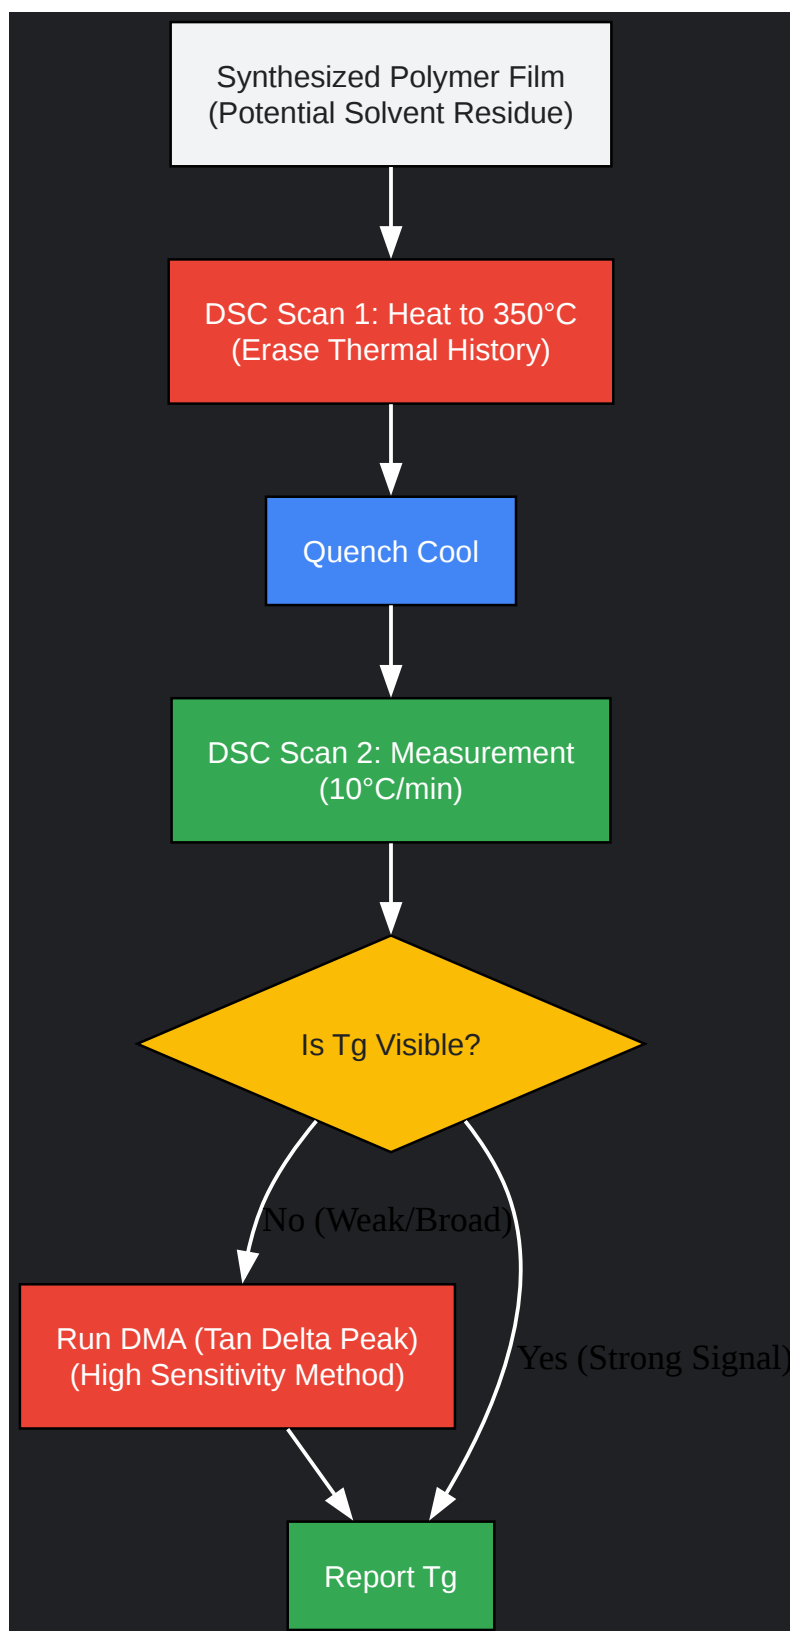 Synthesized Polymer Film
(Potential Solvent Residue)
DSC Scan 1: Heat to 350°C
(Erase Thermal History)
Quench Cool
DSC Scan 2: Measurement
(10°C/min)
Is Tg Visible?
No (Weak/Broad)
Run DMA (Tan Delta Peak)
(High Sensitivity Method)
Yes (Strong Signal)
Report Tg